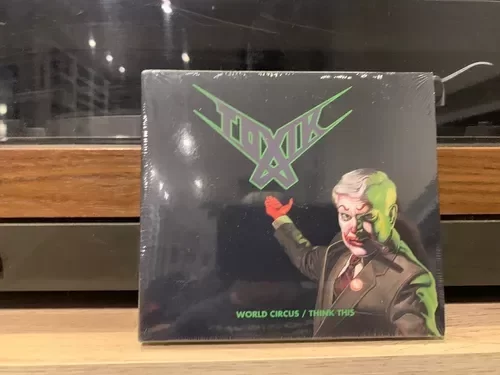 TOXIK
WORLD CIRCUS / THINK THIS